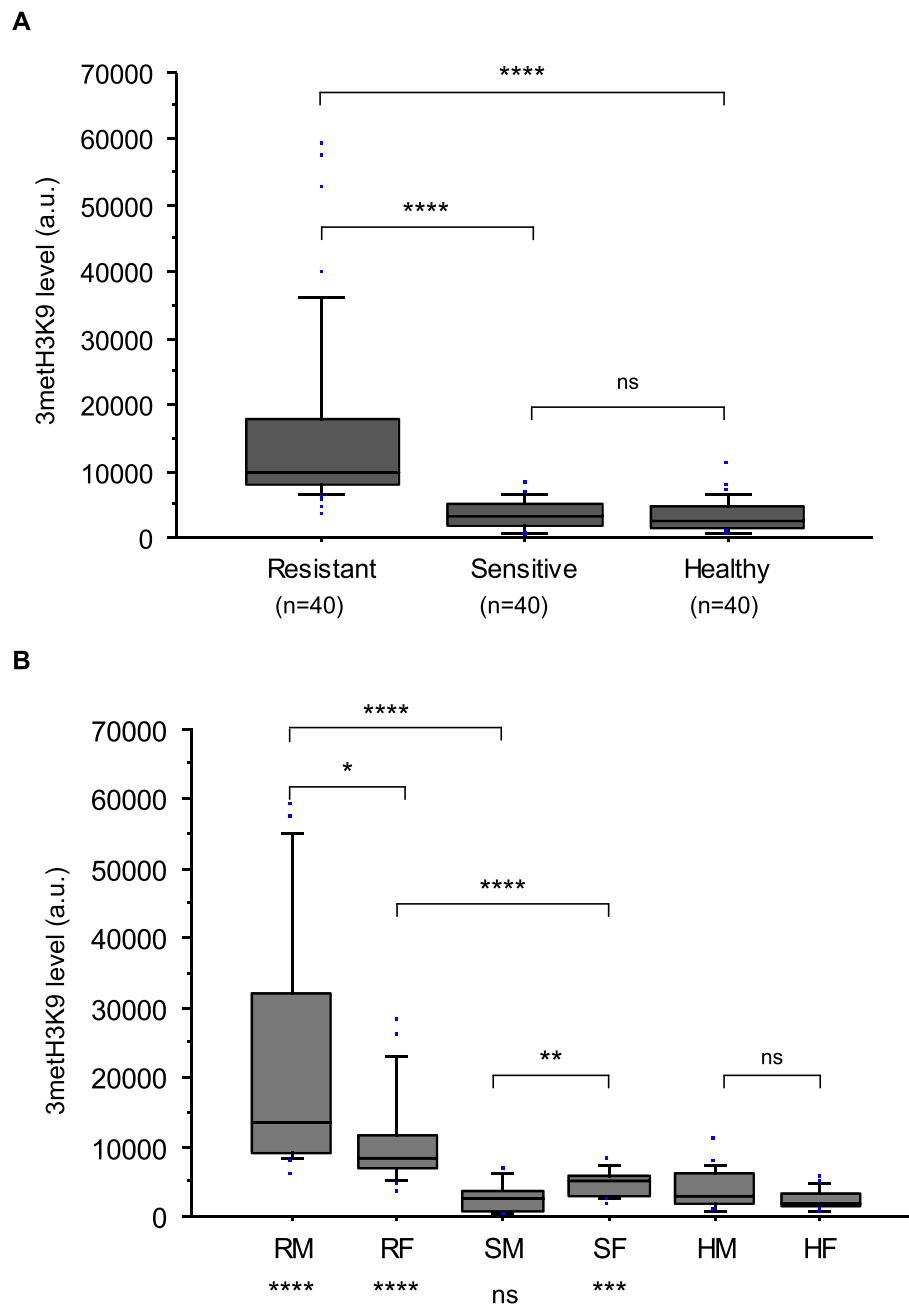 A
70000
60000
50000
40000
30000
20000
10000
0
3metH3K9 level (a.u.)
****
****
ns
Resistant Sensitive Healthy
(n=40) (n=40) (n=40)
B
70000
60000
50000
40000
30000
20000
10000
0
3metH3K9 level (a.u.)
****
*
****
**
ns
RM RF SM SF HM HF
**** **** ns ***